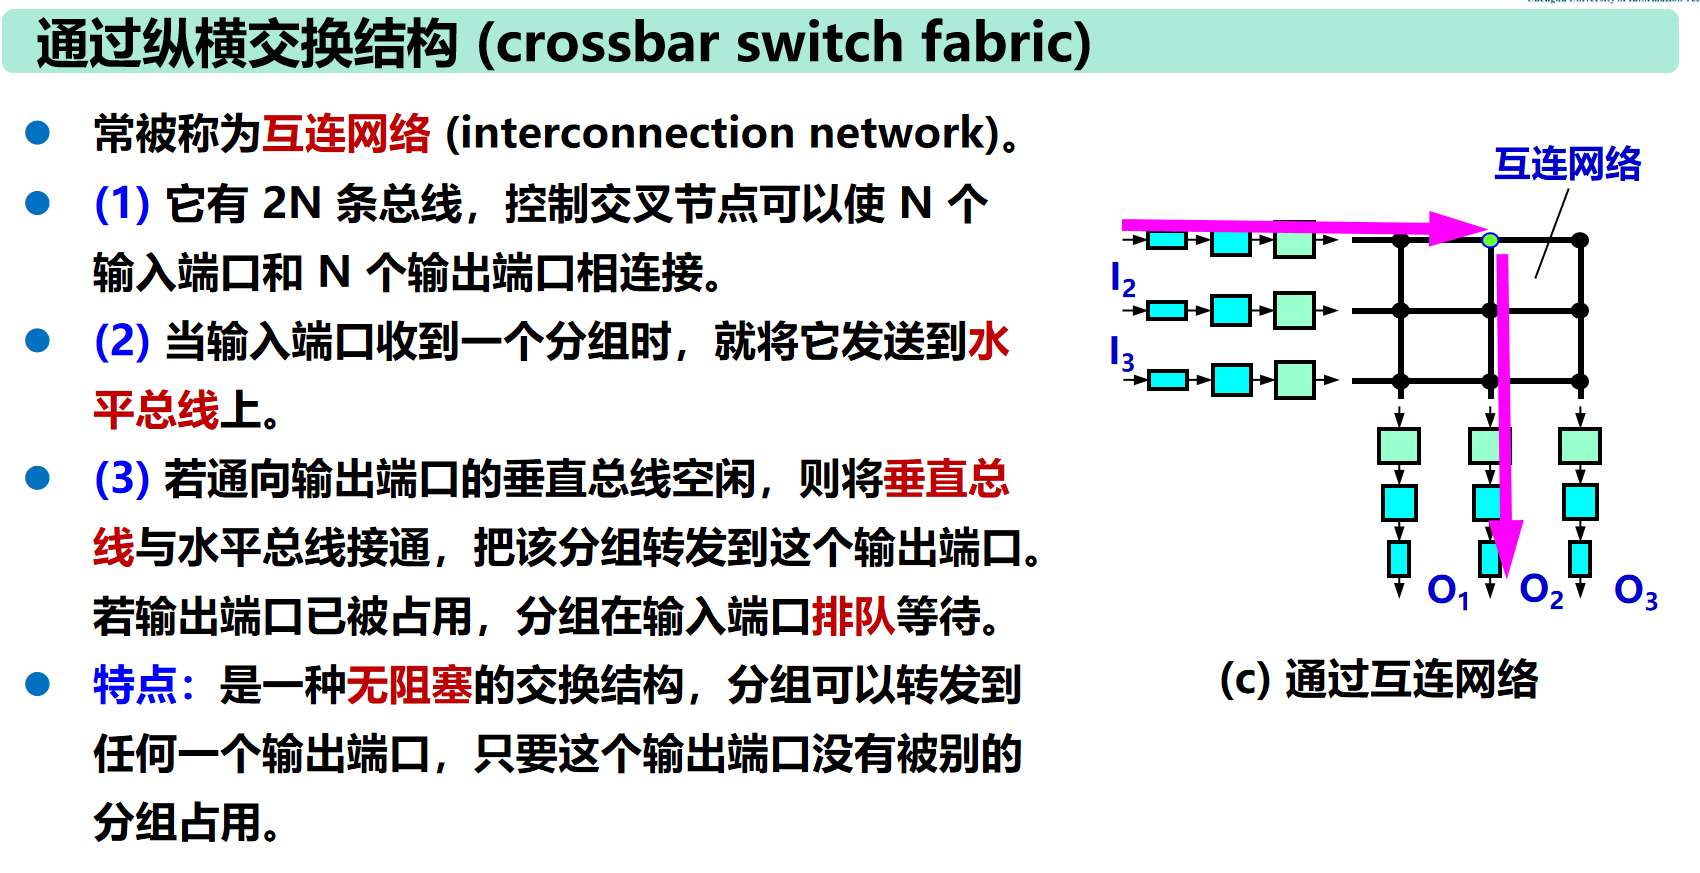 通过纵横交换结构 (crossbar switch fabric)
常被称为互连网络 (interconnection network)。
(1) 它有 2N 条总线，控制交叉节点可以使 N 个
输入端口和 N 个输出端口相连接。
(2) 当输入端口收到一个分组时，就将它发送到水
平总线上。
(3) 若通向输出端口的垂直总线空闲，则将垂直总
线与水平总线接通，把该分组转发到这个输出端口。
若输出端口已被占用，分组在输入端口排队等待。
特点：是一种无阻塞的交换结构，分组可以转发到
任何一个输出端口，只要这个输出端口没有被别的
分组占用。
互连网络
I2
I3
O1 O2 O3
(c) 通过互连网络